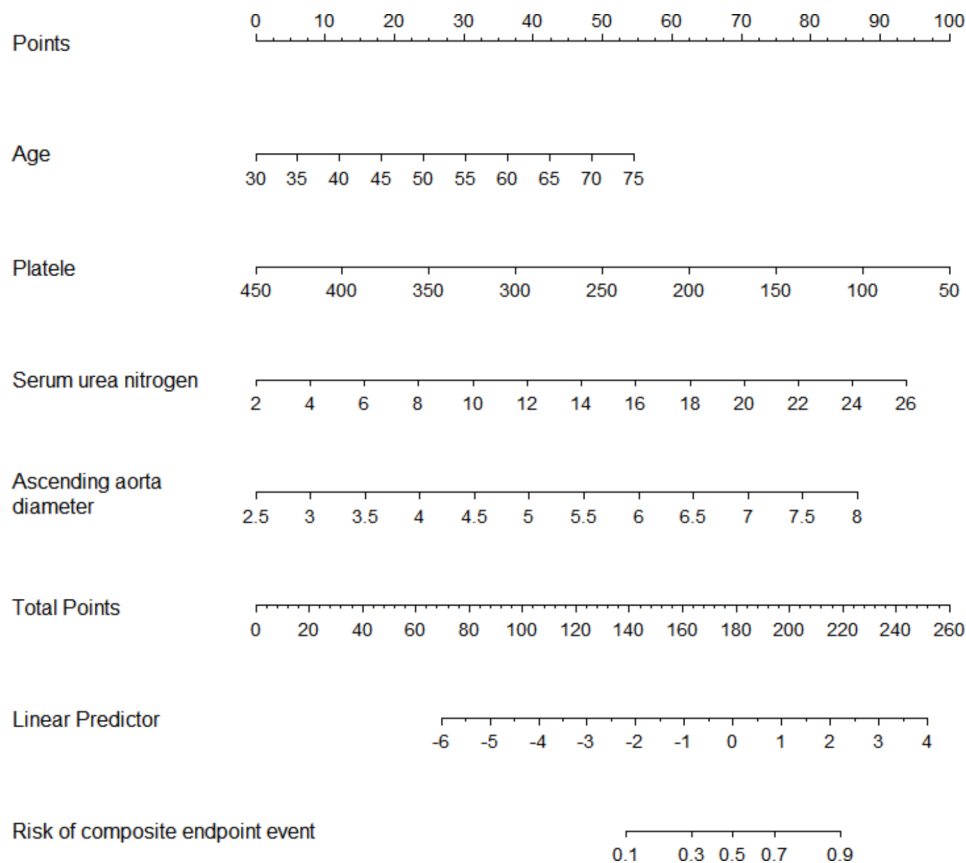 0 10 20 30 40 50 60 70 80 90 100
Points
Age
30 35 40 45 50 55 60 65 70 75
Platele
450 400 350 300 250 200 150 100 50
Serum urea nitrogen
2 4 6 8 10 12 14 16 18 20 22 24 26
Ascending aorta
diameter
2.5 3 3.5 4 4.5 5 5.5 6 6.5 7 7.5 8
Total Points
0 20 40 60 80 100 120 140 160 180 200 220 240 260
Linear Predictor
-6 -5 -4 -3 -2 -1 0 1 2 3 4
Risk of composite endpoint event
0.1 0.3 0.5 0.7 0.9